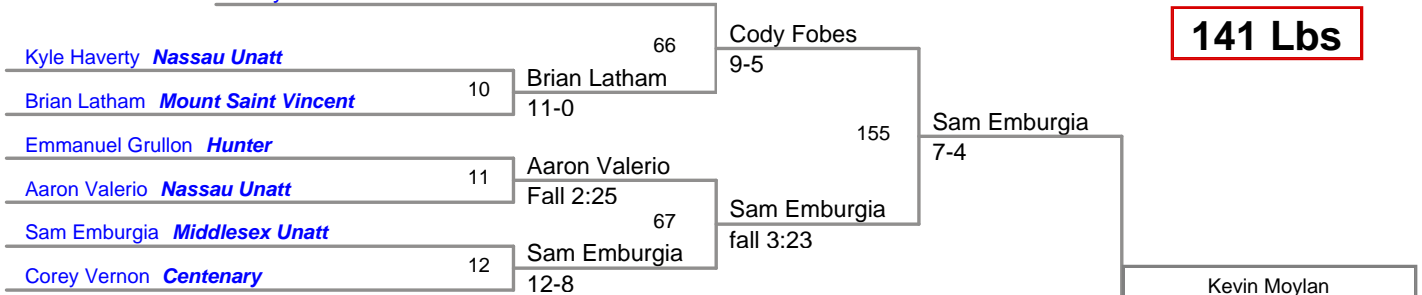 141 Lbs
Kyle Haverty Nassau Unatt
Brian Latham Mount Saint Vincent
Emmanuel Grullon Hunter
Aaron Valerio Nassau Unatt
Sam Emburgia Middlesex Unatt
Corey Vernon Centenary
10
Brian Latham
11-0
11
Aaron Valerio
Fall 2:25
12
Sam Emburgia
12-8
66
Cody Fobes
9-5
67
Sam Emburgia
fall 3:23
155
Sam Emburgia
7-4
Kevin Moylan